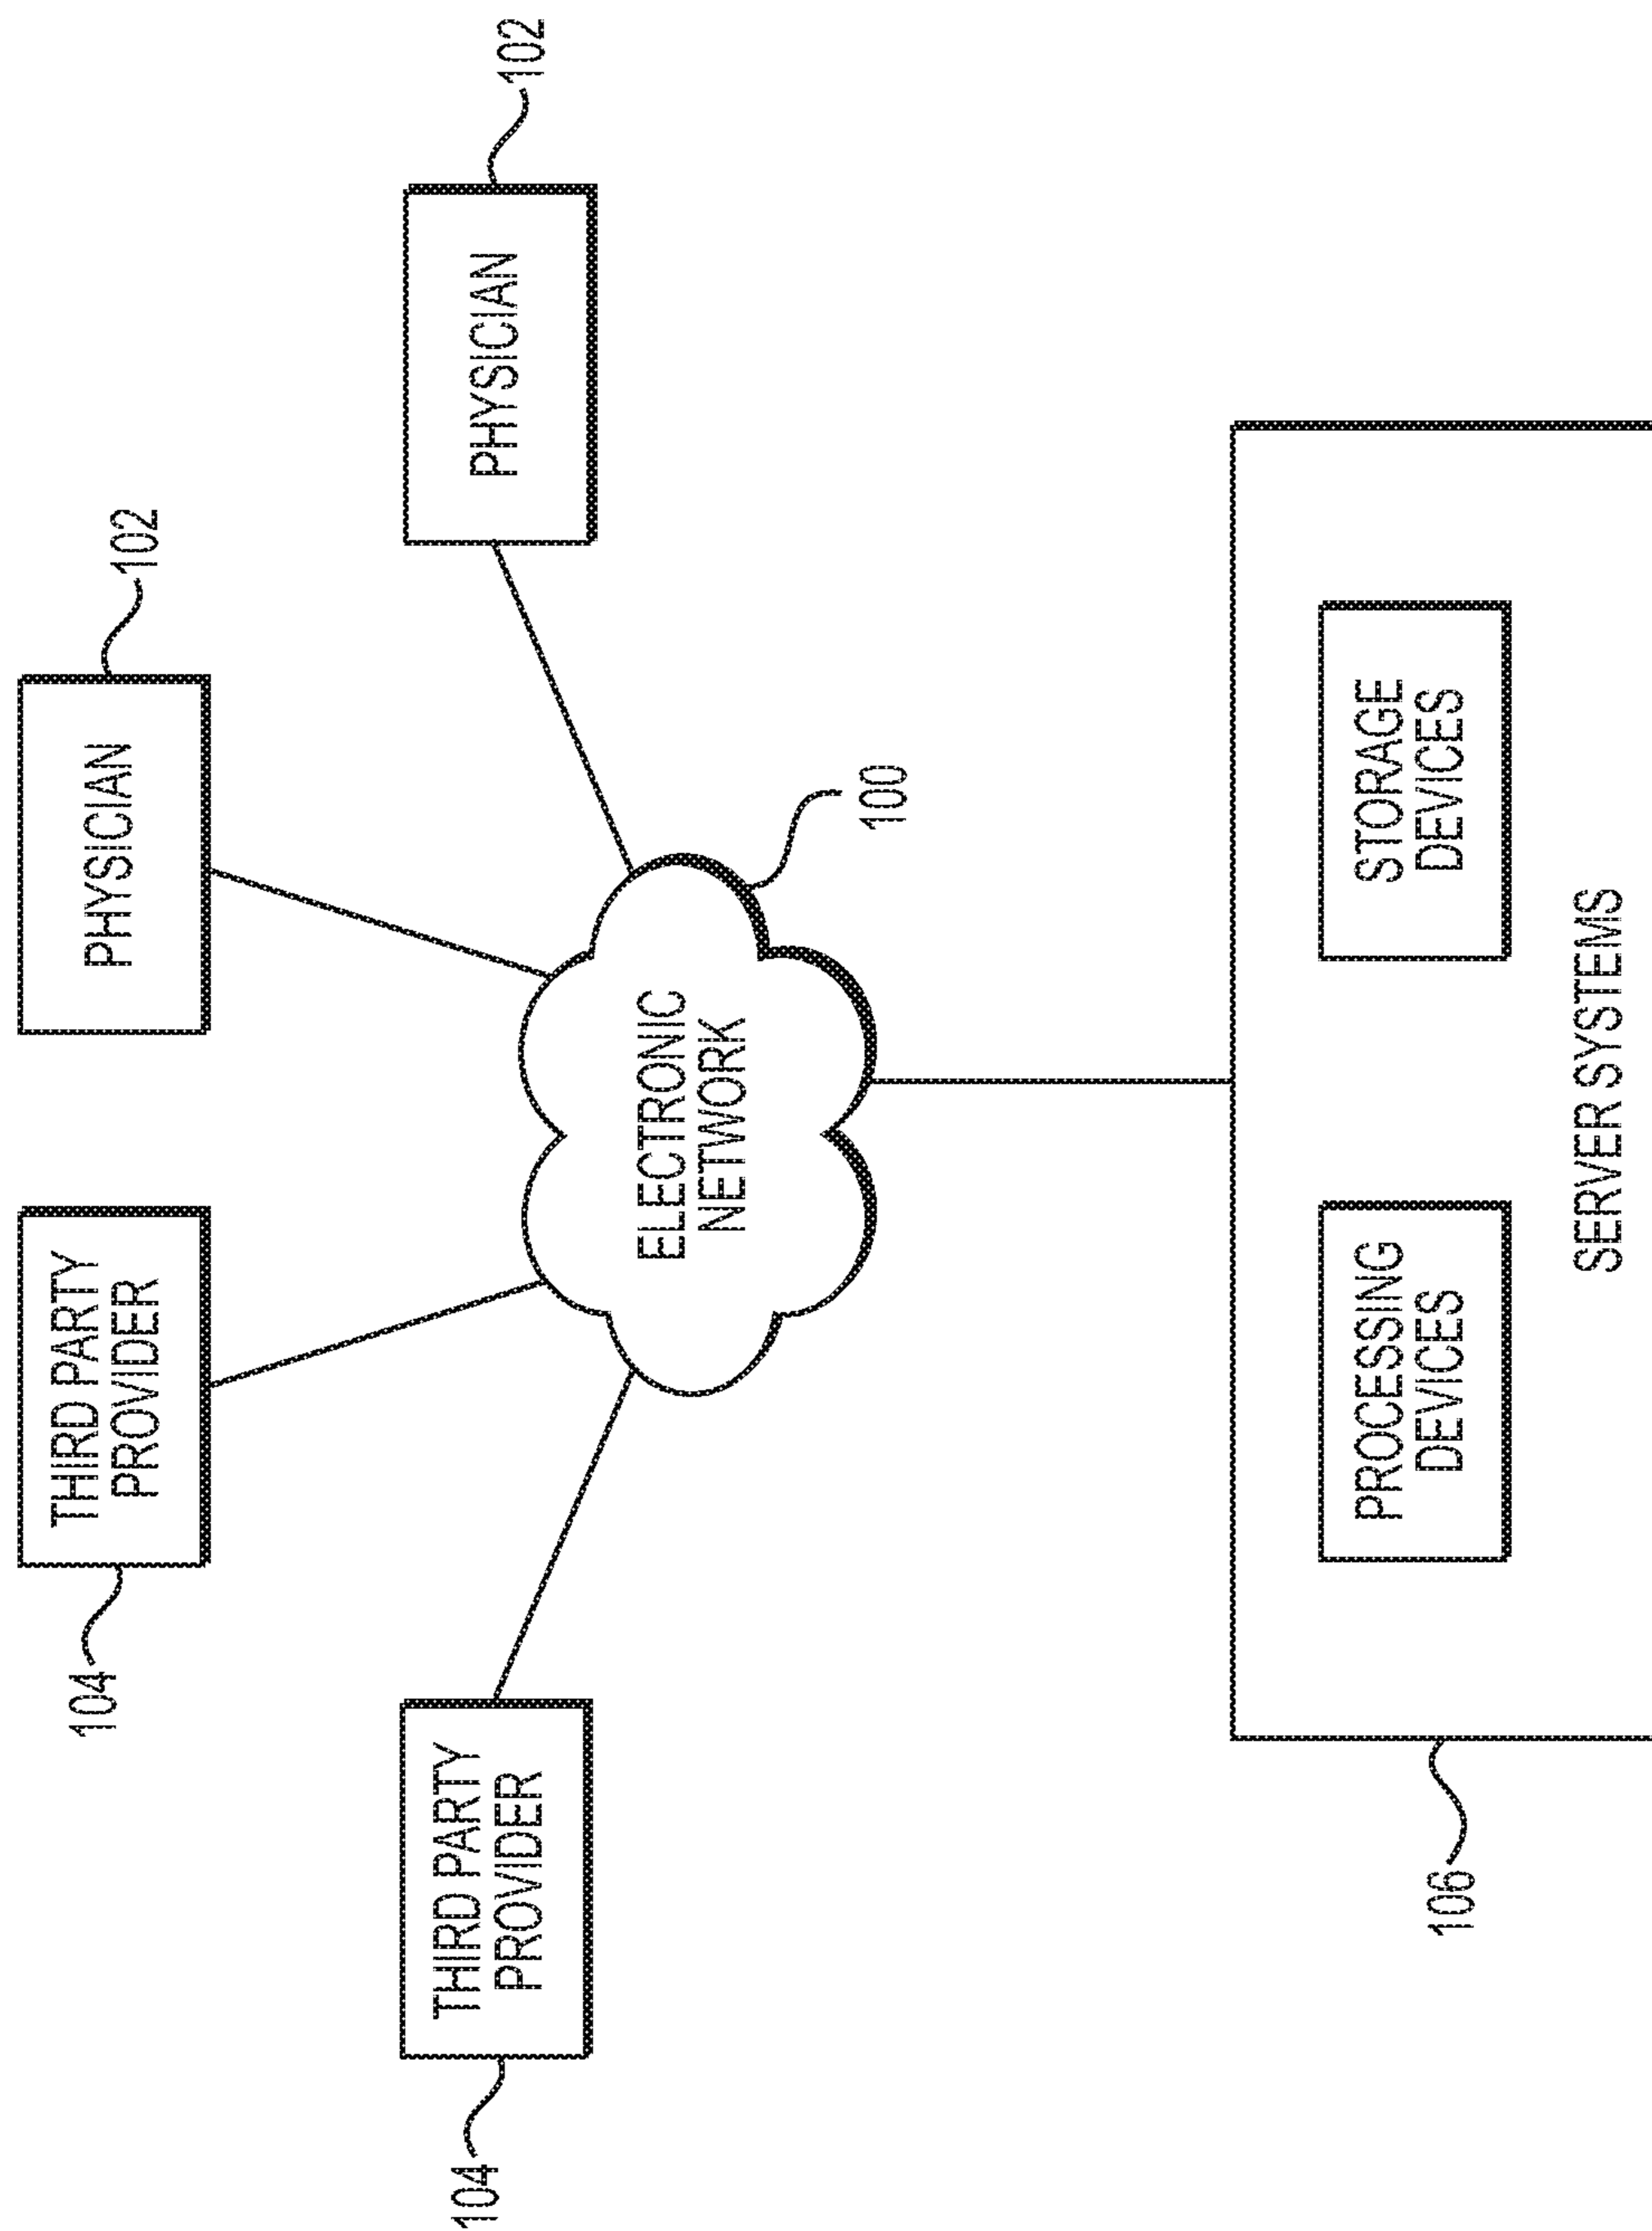 104
THIRD PARTY
PROVIDER
PHYSICIAN
102
104
THIRD PARTY
PROVIDER
PHYSICIAN
102
ELECTRONIC
NETWORK
100
106
PROCESSING
DEVICES
STORAGE
DEVICES
SERVER SYSTEMS